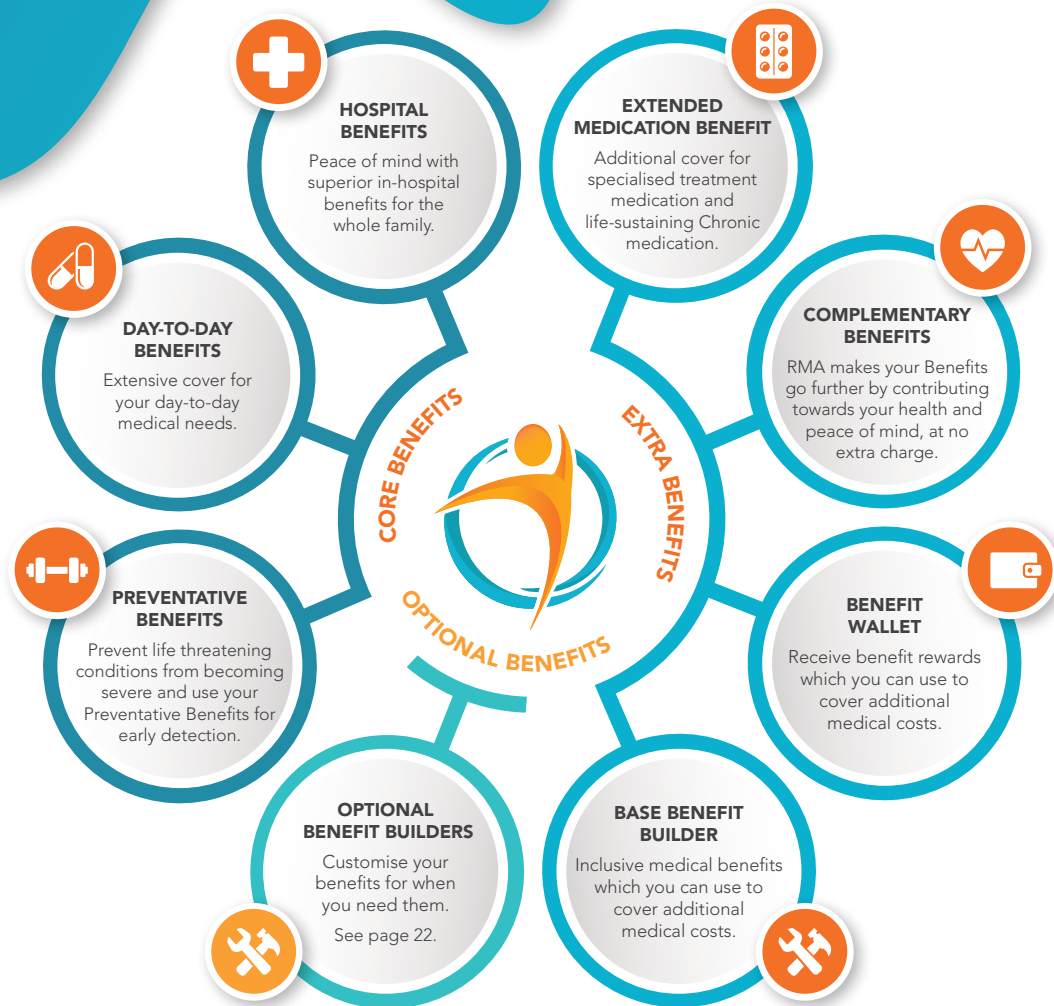 HOSPITAL
BENEFITS
Peace of mind with
superior in-hospital
benefits for the
whole family.
EXTENDED
MEDICATION BENEFIT
Additional cover for
specialised treatment
medication and
life-sustaining Chronic
medication.
DAY-TO-DAY
BENEFITS
Extensive cover for
your day-to-day
medical needs.
COMPLEMENTARY
BENEFITS
RMA makes your Benefits
go further by contributing
towards your health and
peace of mind, at no
extra charge.
CORE BENEFITS
EXTRA BENEFITS
OPTIONAL BENEFITS
PREVENTATIVE
BENEFITS
Prevent life threatening
conditions from becoming
severe and use your
Preventative Benefits for
early detection.
BENEFIT
WALLET
Receive benefit rewards
which you can use to
cover additional
medical costs.
OPTIONAL
BENEFIT BUILDERS
Customise your
benefits for when
you need them.
See page 22.
BASE BENEFIT
BUILDER
Inclusive medical benefits
which you can use to
cover additional
medical costs.